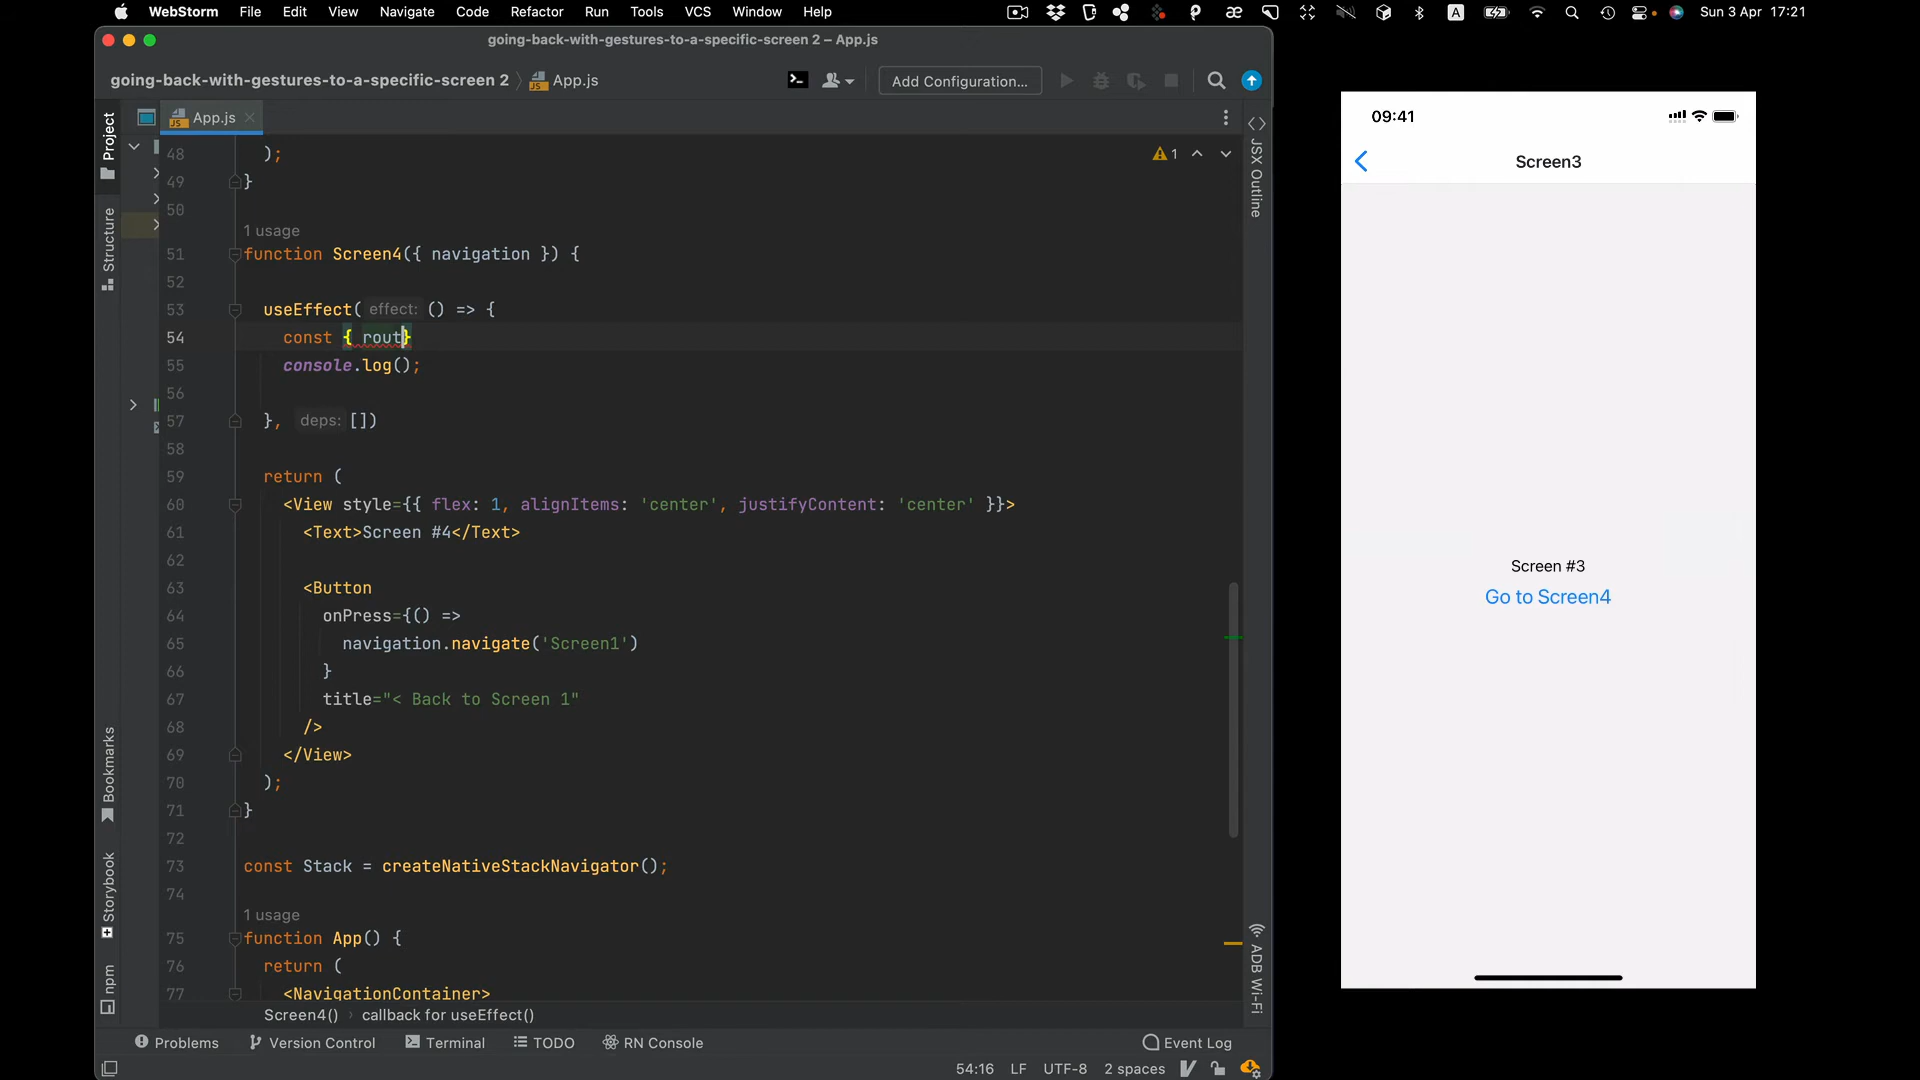 WebStorm File Edit View Navigate Code Refactor Run Tools VCS Window Help A Sun 3 Apr 17:21
going-back-with-gestures-to-a-specific-screen 2 – App.js
going-back-with-gestures-to-a-specific-screen 2 App.js Add Configuration...
App.js
Project
Structure
Bookmarks
Storybook
npm
48 );
1
49 }
50
1 usage
51 function Screen4({ navigation }) {
52
53 useEffect( effect: () => {
54 const { rout}
55 console.log();
56
57 }, deps: [])
58
59 return (
60 <View style={{ flex: 1, alignItems: 'center', justifyContent: 'center' }}>
61 <Text>Screen #4</Text>
62
63 <Button
64 onPress={() =>
65 navigation.navigate('Screen1')
66 }
67 title="< Back to Screen 1"
68 />
69 </View>
70 );
71 }
72
73 const Stack = createNativeStackNavigator();
74
1 usage
75 function App() {
76 return (
77 <NavigationContainer>
Screen4() › callback for useEffect()
JSX Outline
ADB Wi-Fi
Problems Version Control Terminal TODO RN Console Event Log
54:16 LF UTF-8 2 spaces
09:41
Screen3
Screen #3
Go to Screen4